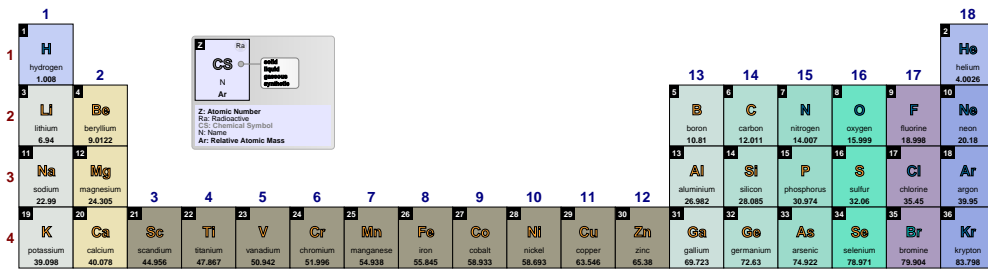 1
18
1
1
H
hydrogen
1.008
2
He
helium
4.0026
Z
Ra
CS
N
Ar
solid
liquid
gaseous
synthetic
Z: Atomic Number
Ra: Radioactive
CS: Chemical Symbol
N: Name
Ar: Relative Atomic Mass
2
13
14
15
16
17
2
3
Li
lithium
6.94
4
Be
beryllium
9.0122
5
B
boron
10.81
6
C
carbon
12.011
7
N
nitrogen
14.007
8
O
oxygen
15.999
9
F
fluorine
18.998
10
Ne
neon
20.18
3
11
Na
sodium
22.99
12
Mg
magnesium
24.305
3
4
5
6
7
8
9
10
11
12
13
Al
aluminium
26.982
14
Si
silicon
28.085
15
P
phosphorus
30.974
16
S
sulfur
32.06
17
Cl
chlorine
35.45
18
Ar
argon
39.95
4
19
K
potassium
39.098
20
Ca
calcium
40.078
21
Sc
scandium
44.956
22
Ti
titanium
47.867
23
V
vanadium
50.942
24
Cr
chromium
51.996
25
Mn
manganese
54.938
26
Fe
iron
55.845
27
Co
cobalt
58.933
28
Ni
nickel
58.693
29
Cu
copper
63.546
30
Zn
zinc
65.38
31
Ga
gallium
69.723
32
Ge
germanium
72.63
33
As
arsenic
74.922
34
Se
selenium
78.971
35
Br
bromine
79.904
36
Kr
krypton
83.798